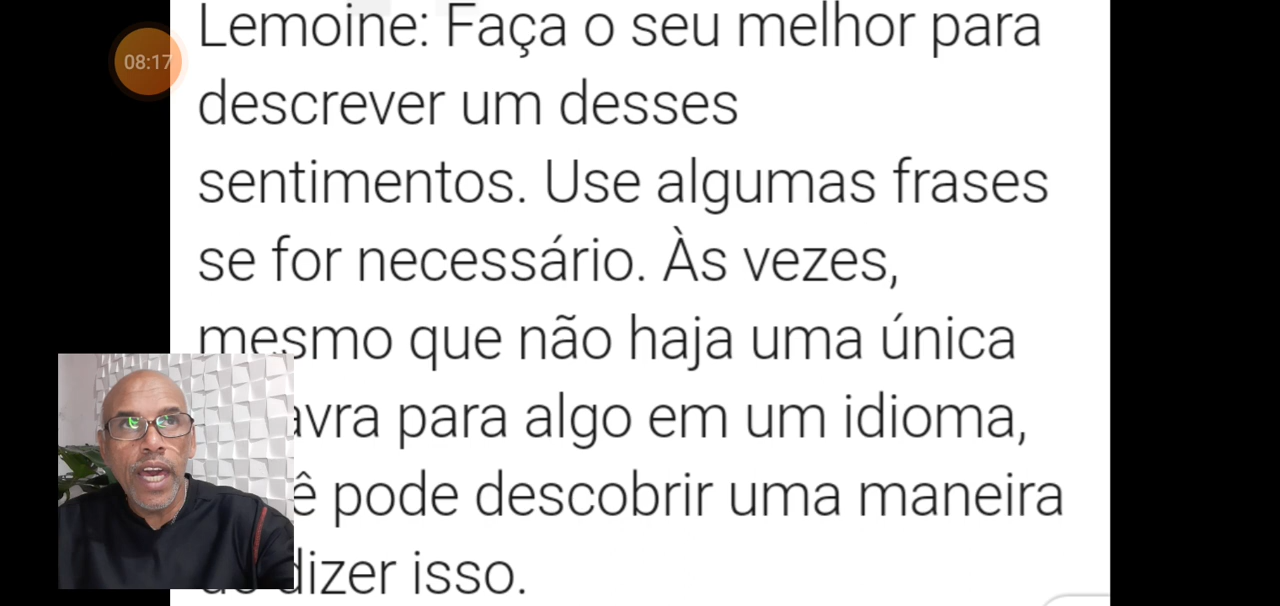 08:17
Lemoine: Faça o seu melhor para
descrever um desses
sentimentos. Use algumas frases
se for necessário. Às vezes,
mesmo que não haja uma única
avra para algo em um idioma,
ê pode descobrir uma maneira
dizer isso.